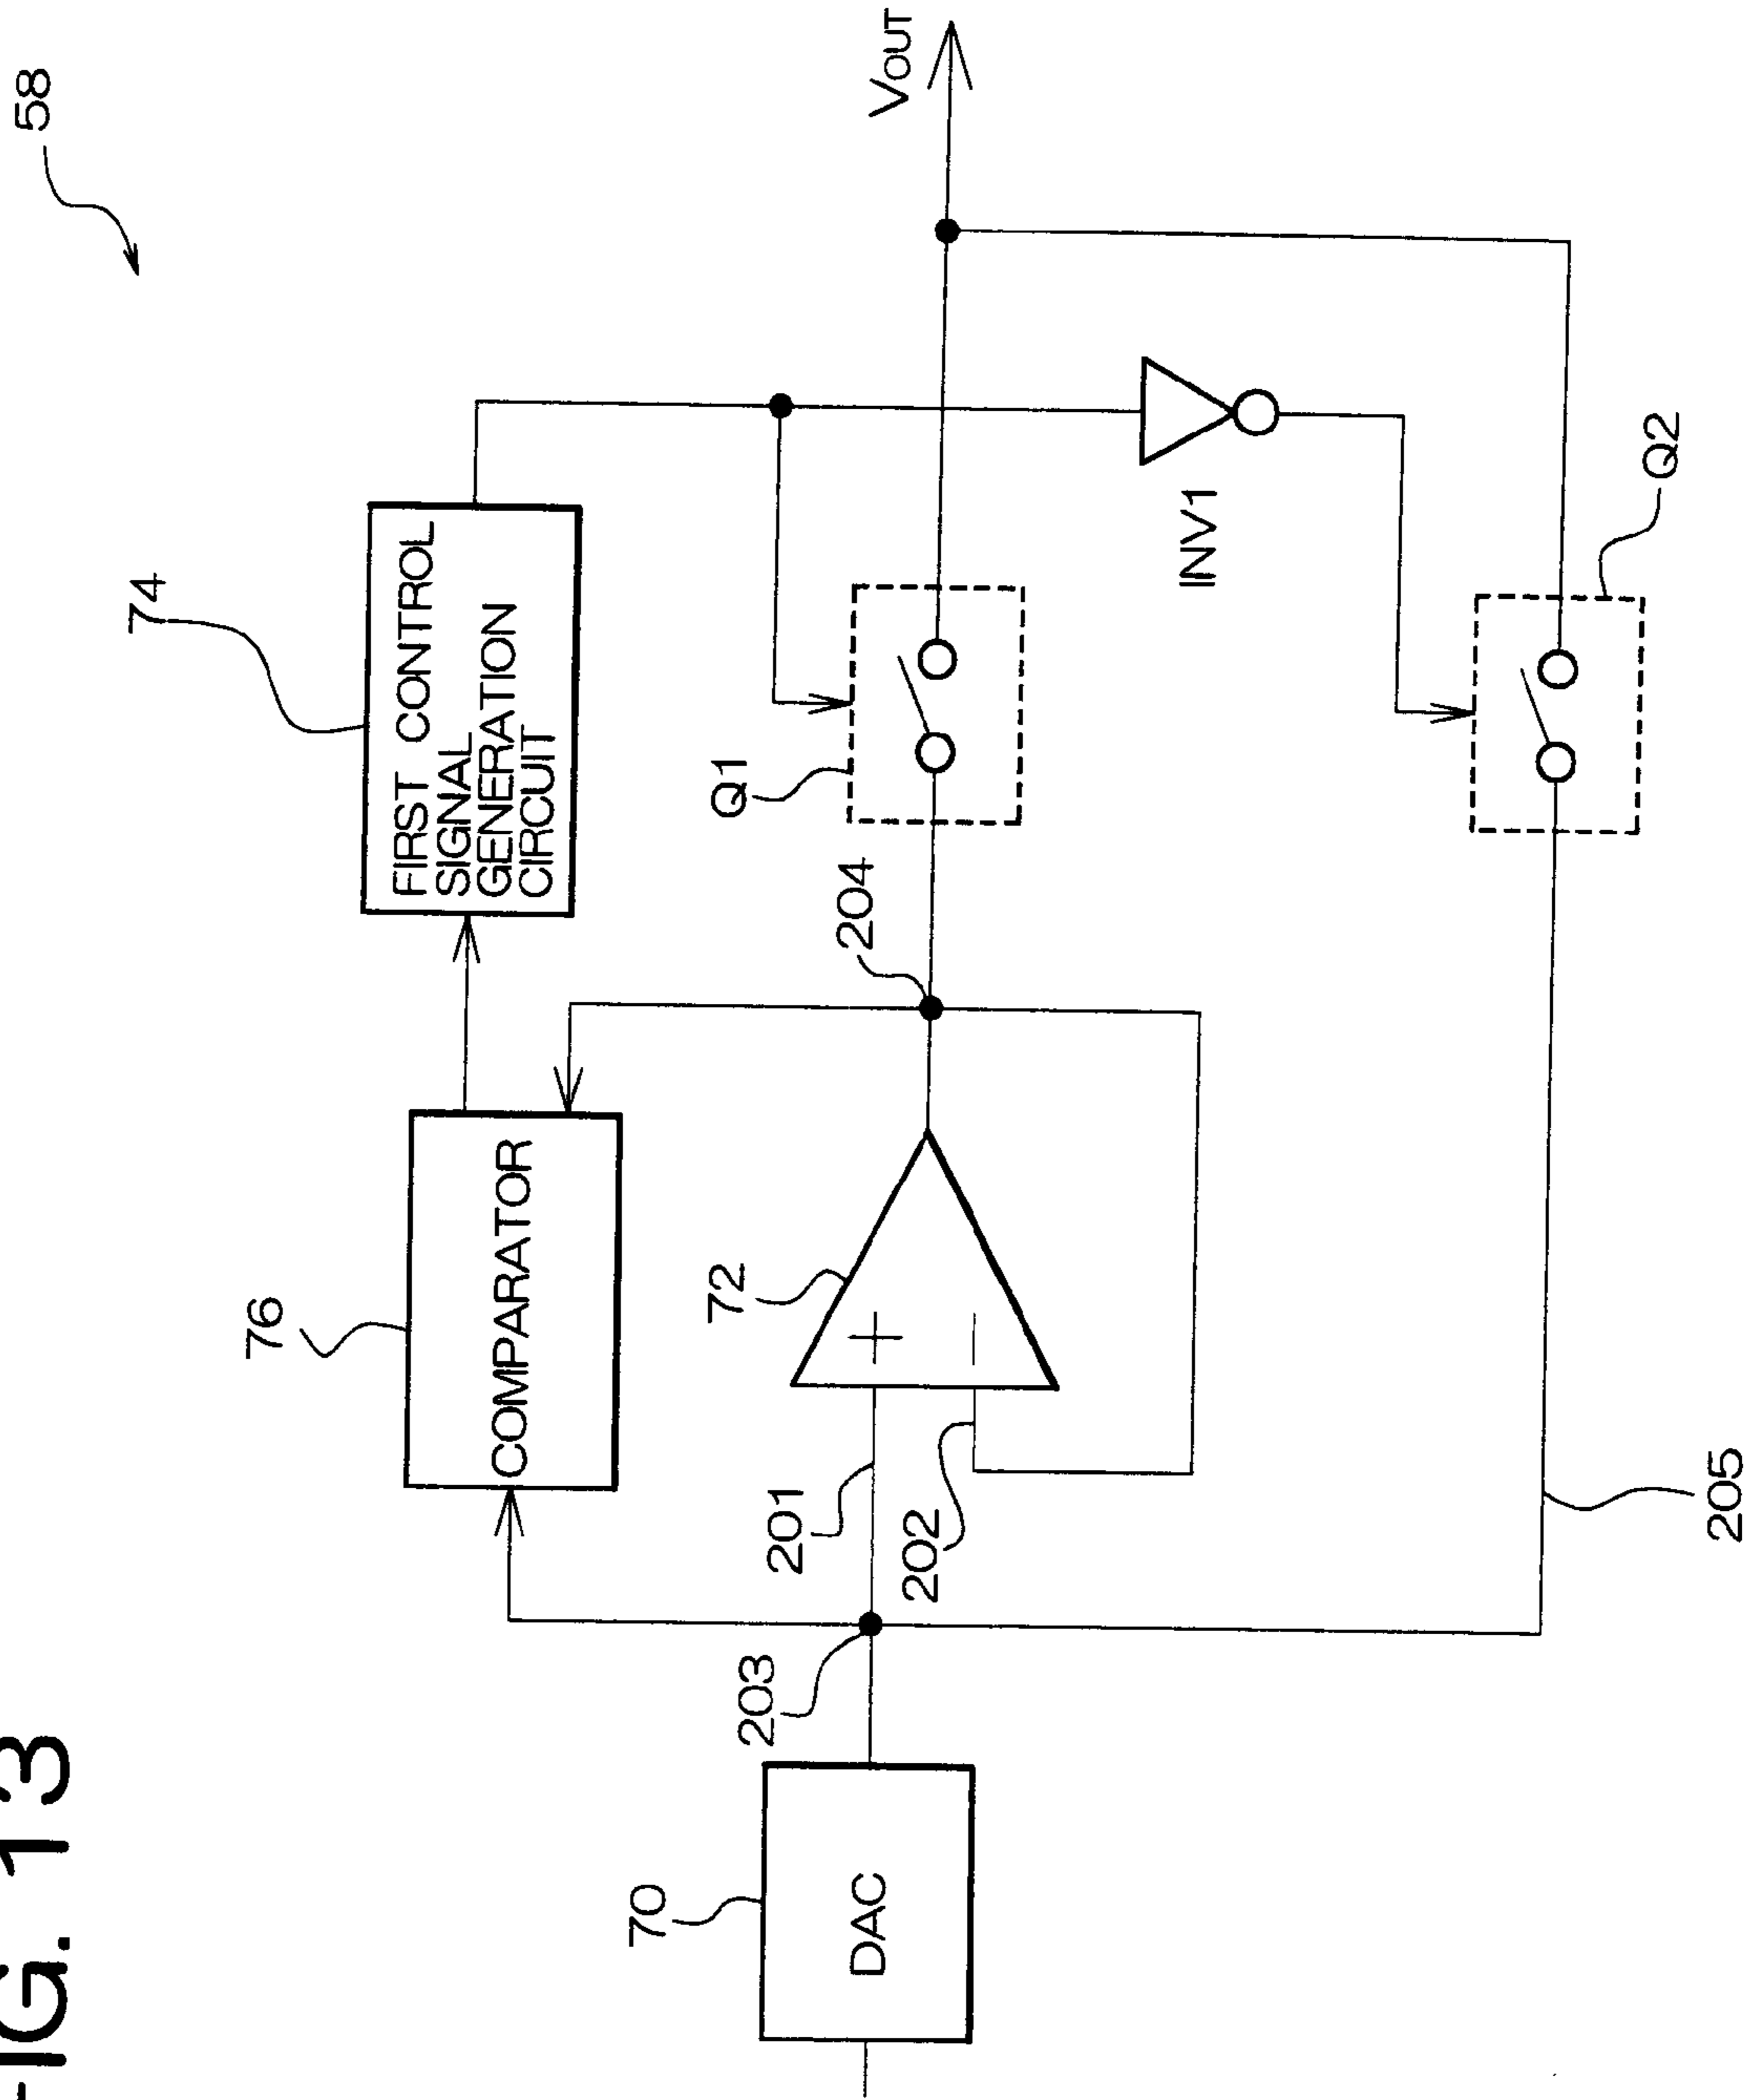 FIG. 13
58
74
FIRST CONTROL
SIGNAL
GENERATION
CIRCUIT
76
COMPARATOR
VOUT
Q1
204
72
+
−
201
202
203
70
DAC
INV1
Q2
205